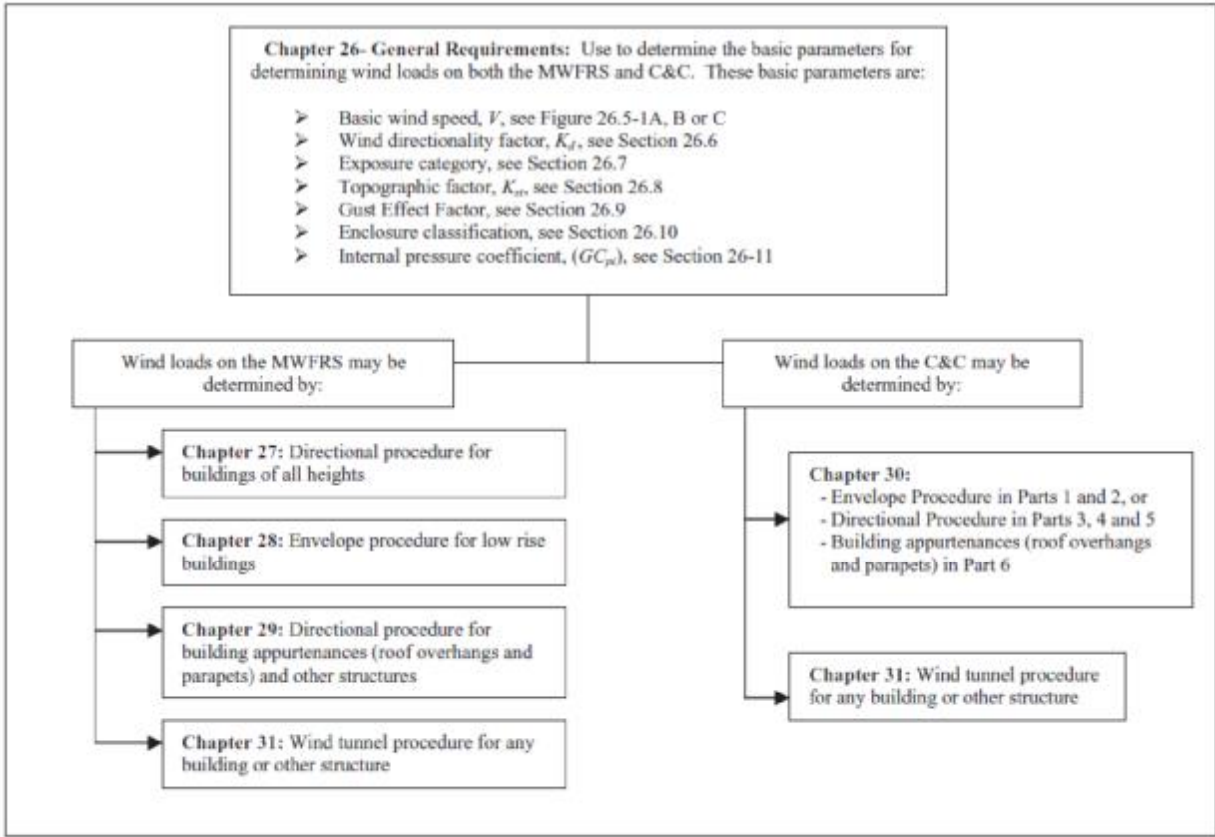 Chapter 26- General Requirements: Use to determine the basic parameters for
determining wind loads on both the MWFRS and C&C. These basic parameters are:
➢ Basic wind speed, V, see Figure 26.5-1A, B or C
➢ Wind directionality factor, Kd, see Section 26.6
➢ Exposure category, see Section 26.7
➢ Topographic factor, Kzt, see Section 26.8
➢ Gust Effect Factor, see Section 26.9
➢ Enclosure classification, see Section 26.10
➢ Internal pressure coefficient, (GCpi), see Section 26-11
Wind loads on the MWFRS may be
determined by:
Chapter 27: Directional procedure for
buildings of all heights
Chapter 28: Envelope procedure for low rise
buildings
Chapter 29: Directional procedure for
building appurtenances (roof overhangs and
parapets) and other structures
Chapter 31: Wind tunnel procedure for any
building or other structure
Wind loads on the C&C may be
determined by:
Chapter 30:
- Envelope Procedure in Parts 1 and 2, or
- Directional Procedure in Parts 3, 4 and 5
- Building appurtenances (roof overhangs
and parapets) in Part 6
Chapter 31: Wind tunnel procedure
for any building or other structure